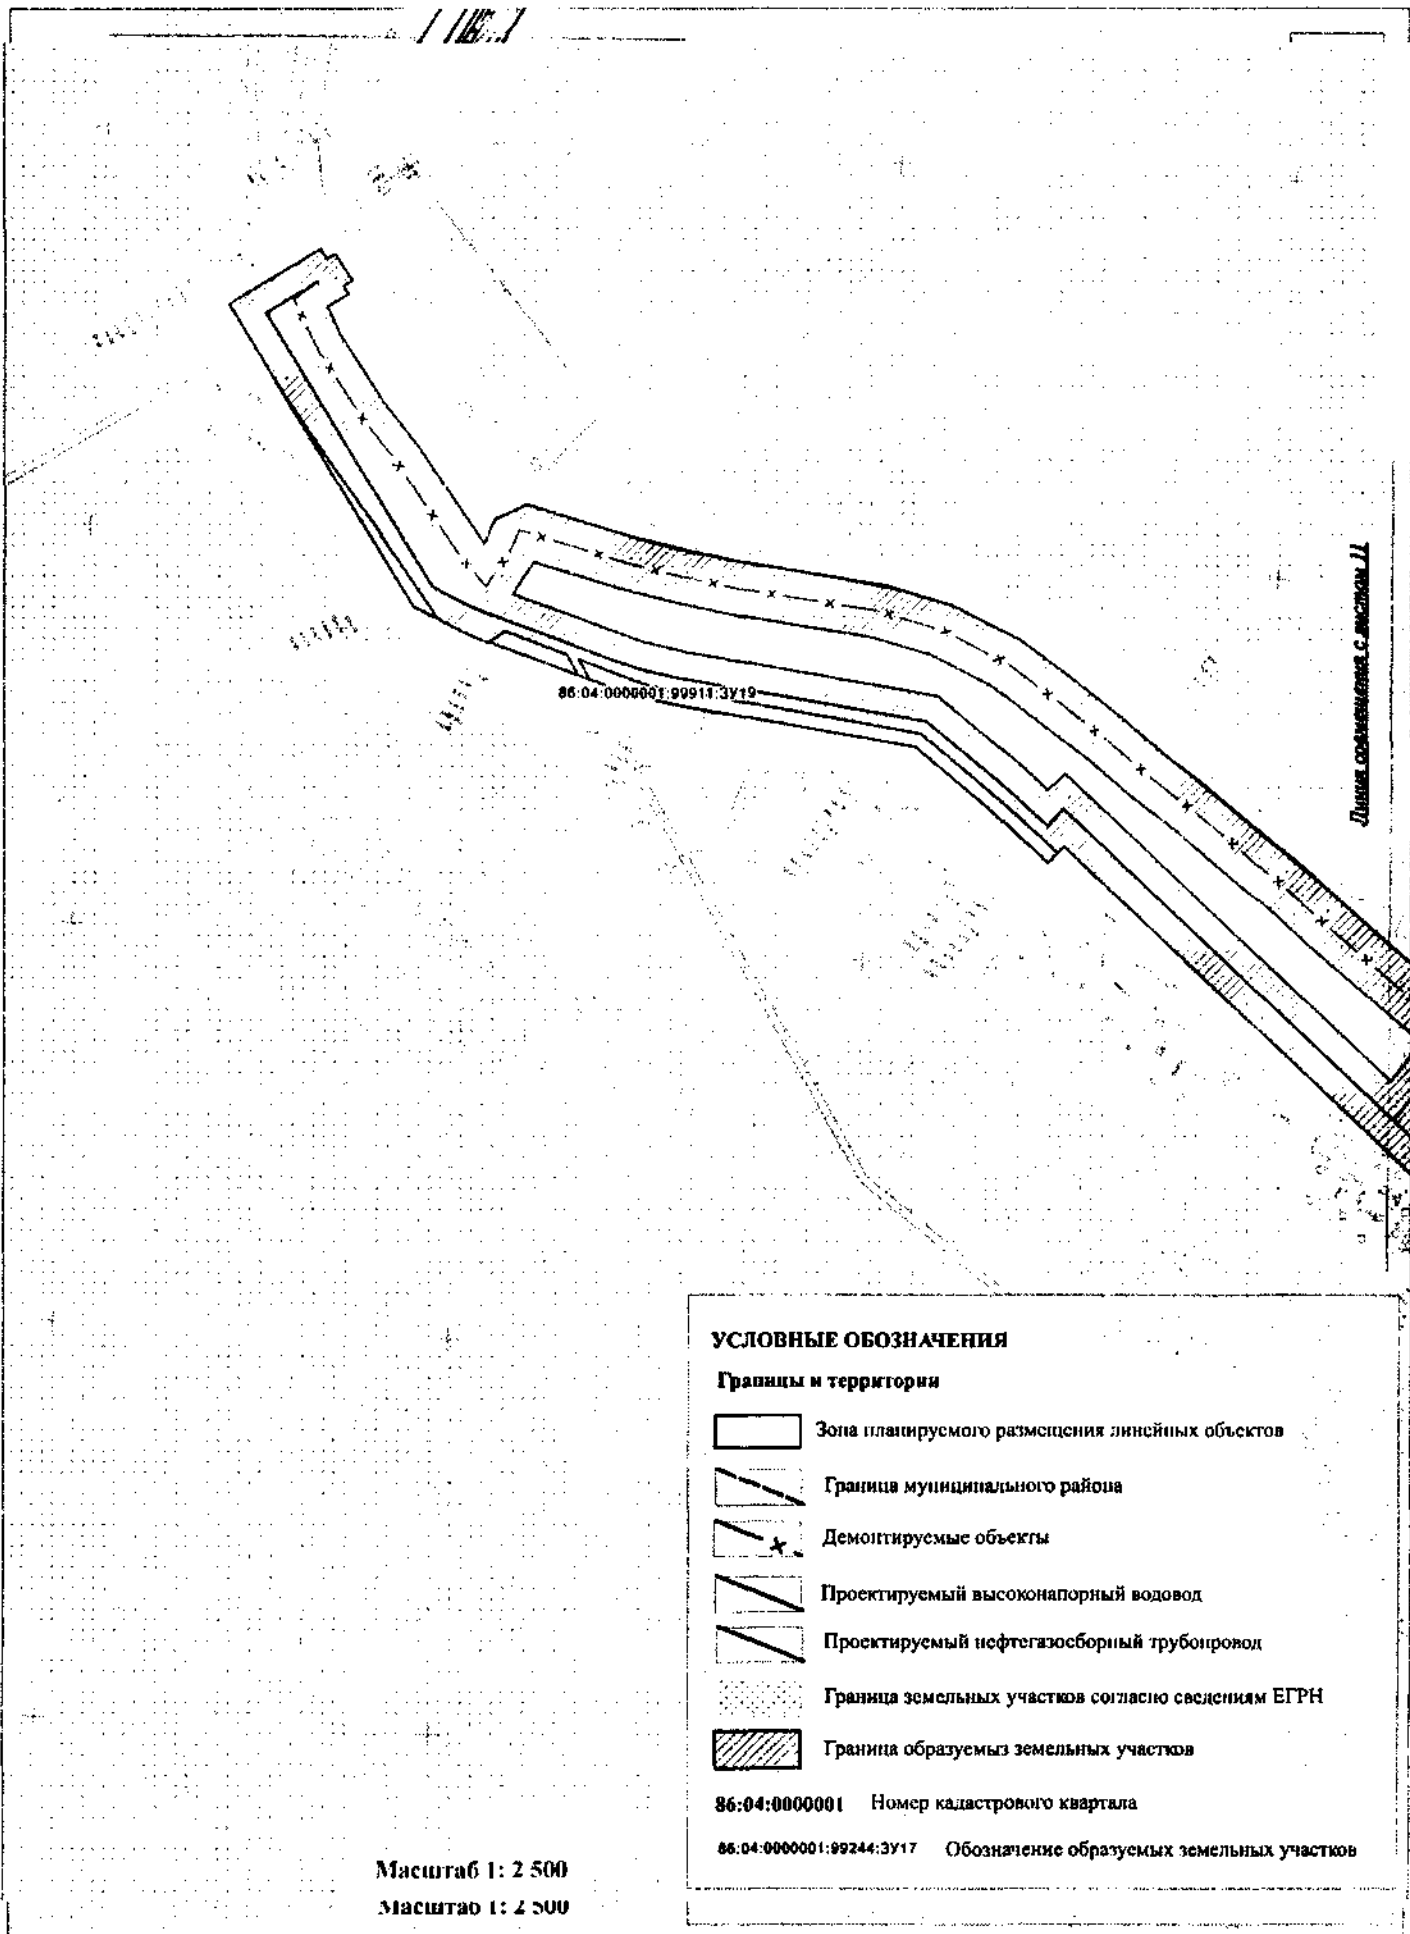 86:04:0000001:99911:ЗУ19
Линия совмещения с листом 11
УСЛОВНЫЕ ОБОЗНАЧЕНИЯ
Границы и территории
Зона планируемого размещения линейных объектов
Граница муниципального района
Демонтируемые объекты
Проектируемый высоконапорный водовод
Проектируемый нефтегазосборный трубопровод
Граница земельных участков согласно сведениям ЕГРН
Граница образуемыз земельных участков
86:04:0000001 Номер кадастрового квартала
86:04:0000001:99244:ЗУ17 Обозначение образуемых земельных участков
Масштаб 1: 2 500
Масштаб 1: 2 500